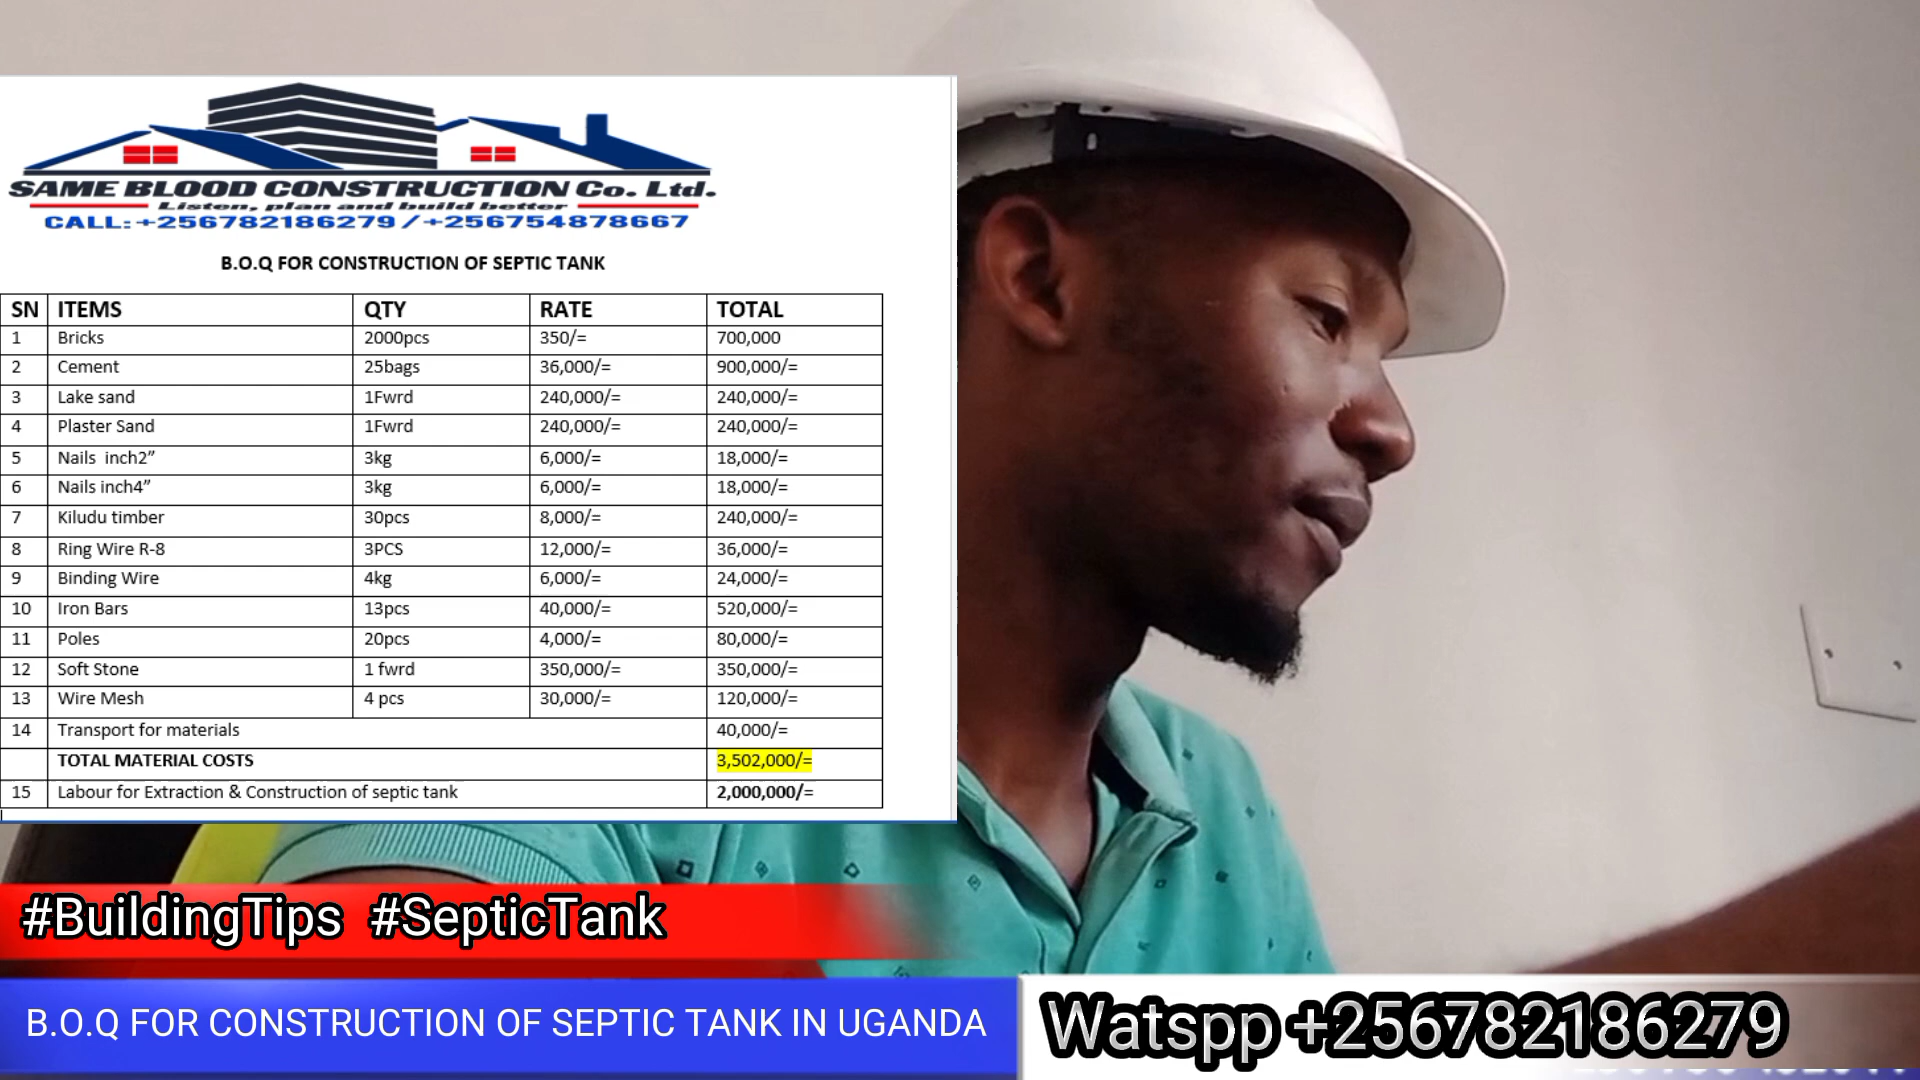 SAME BLOOD CONSTRUCTION Co. Ltd.
Listen, plan and build better
CALL: +256782186279 / +256754878667
B.O.Q FOR CONSTRUCTION OF SEPTIC TANK
SN ITEMS QTY RATE TOTAL
1 Bricks 2000pcs 350/= 700,000
2 Cement 25bags 36,000/= 900,000/=
3 Lake sand 1Fwrd 240,000/= 240,000/=
4 Plaster Sand 1Fwrd 240,000/= 240,000/=
5 Nails inch2” 3kg 6,000/= 18,000/=
6 Nails inch4” 3kg 6,000/= 18,000/=
7 Kiludu timber 30pcs 8,000/= 240,000/=
8 Ring Wire R-8 3PCS 12,000/= 36,000/=
9 Binding Wire 4kg 6,000/= 24,000/=
10 Iron Bars 13pcs 40,000/= 520,000/=
11 Poles 20pcs 4,000/= 80,000/=
12 Soft Stone 1 fwrd 350,000/= 350,000/=
13 Wire Mesh 4 pcs 30,000/= 120,000/=
14 Transport for materials 40,000/=
TOTAL MATERIAL COSTS 3,502,000/=
15 Labour for Extraction & Construction of septic tank 2,000,000/=
#BuildingTips #SepticTank
B.O.Q FOR CONSTRUCTION OF SEPTIC TANK IN UGANDA
Watspp +256782186279